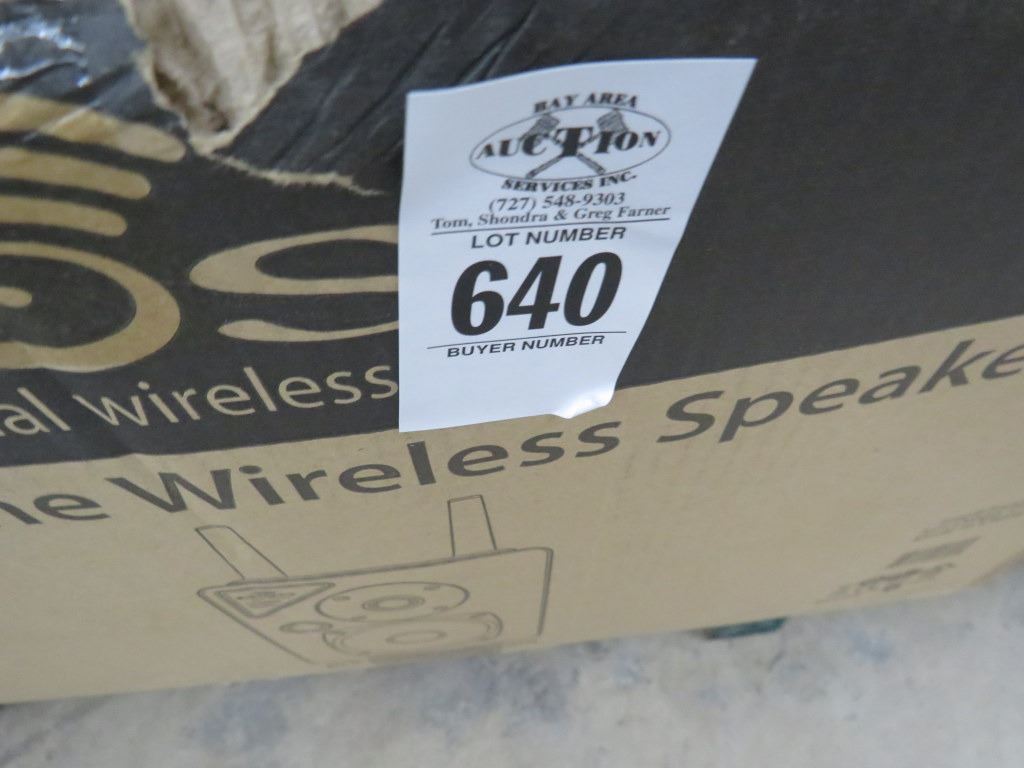 BAY AREA
AUCTION
SERVICES INC.
(727) 548-9303
Tom, Shondra & Greg Farner
LOT NUMBER
640
BUYER NUMBER
wireless
Wireless Speake